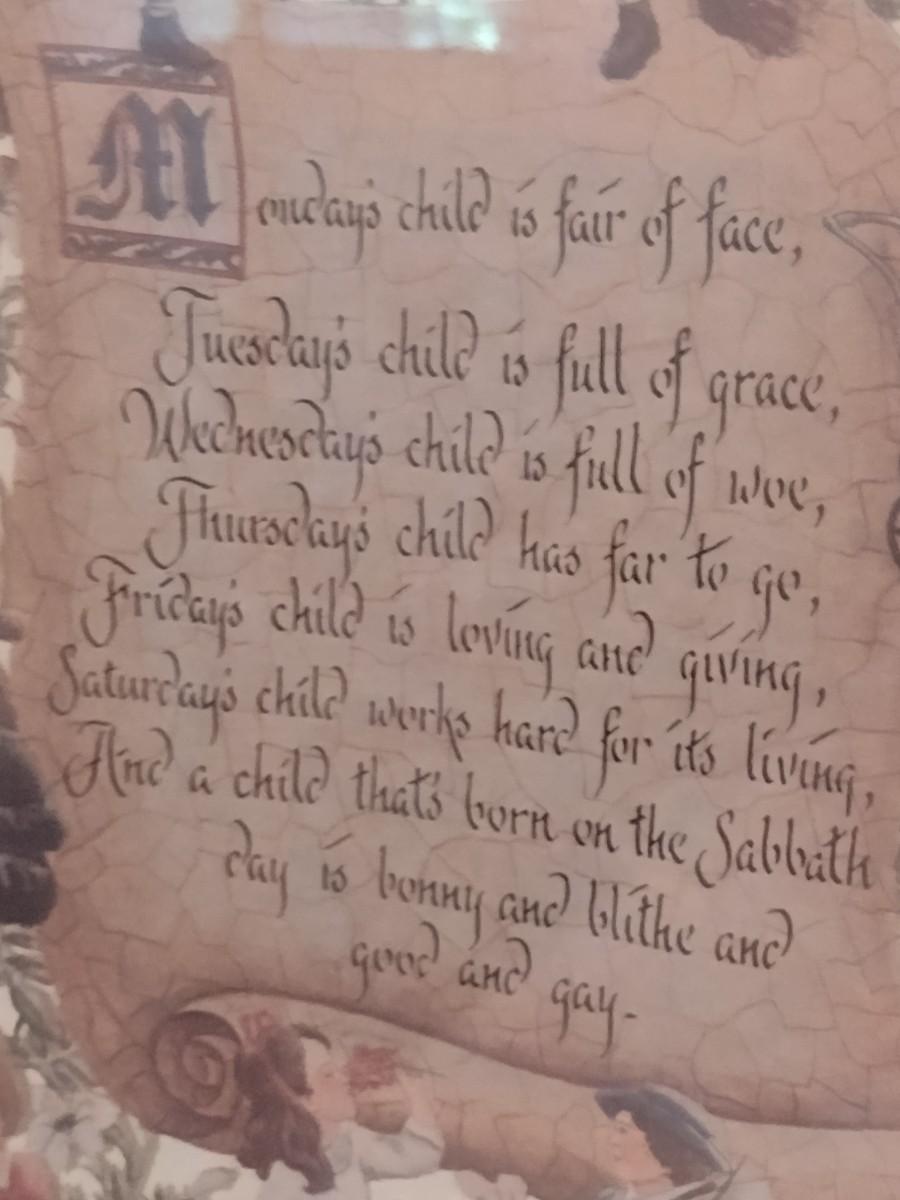 Monday's child is fair of face,
Tuesday's child is full of grace,
Wednesday's child is full of woe,
Thursday's child has far to go,
Friday's child is loving and giving,
Saturday's child works hard for its living,
And a child that's born on the Sabbath
day is bonny and blithe and
good and gay.